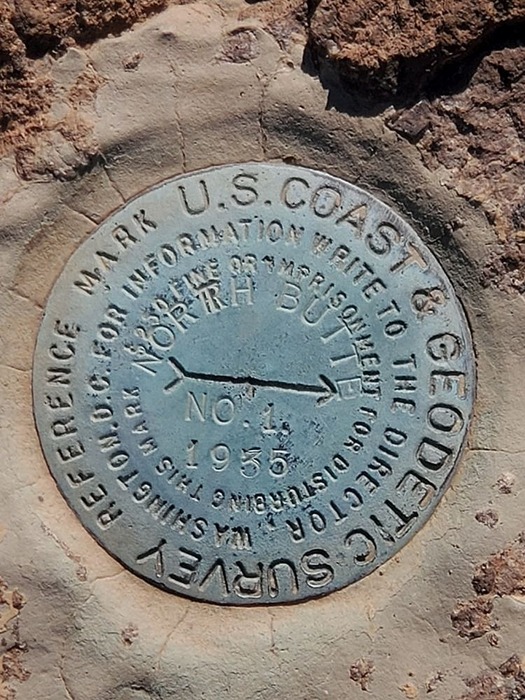 U.S. COAST & GEODETIC SURVEY
REFERENCE MARK
FOR INFORMATION WRITE TO THE DIRECTOR, WASHINGTON, D.C.
$250 FINE OR IMPRISONMENT FOR DISTURBING THIS MARK
NORTH BUTTE
NO. 1.
1935